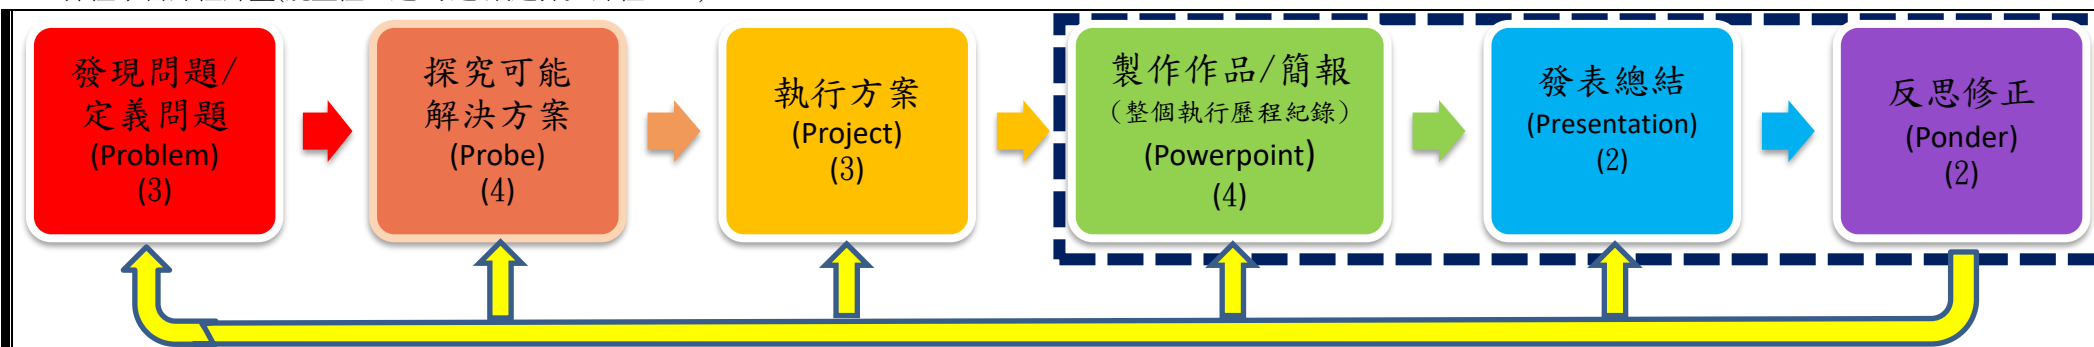 發現問題/
定義問題
(Problem)
(3)
探究可能
解決方案
(Probe)
(4)
執行方案
(Project)
(3)
製作作品/簡報
(整個執行歷程紀錄)
(Powerpoint)
(4)
發表總結
(Presentation)
(2)
反思修正
(Ponder)
(2)